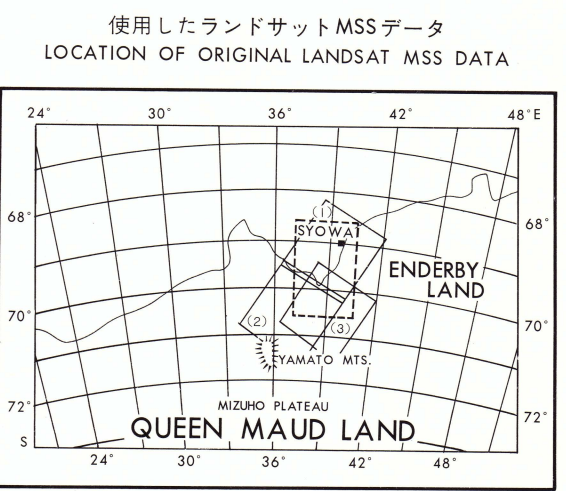 使用したランドサットMSSデータ
LOCATION OF ORIGINAL LANDSAT MSS DATA
24° 30° 36° 42° 48°E
(1)
68° SYOWA 68°
ENDERBY
LAND
70° (2) (3) 70°
YAMATO MTS.
72° MIZUHO PLATEAU 72°
QUEEN MAUD LAND
S
24° 30° 36° 42° 48°